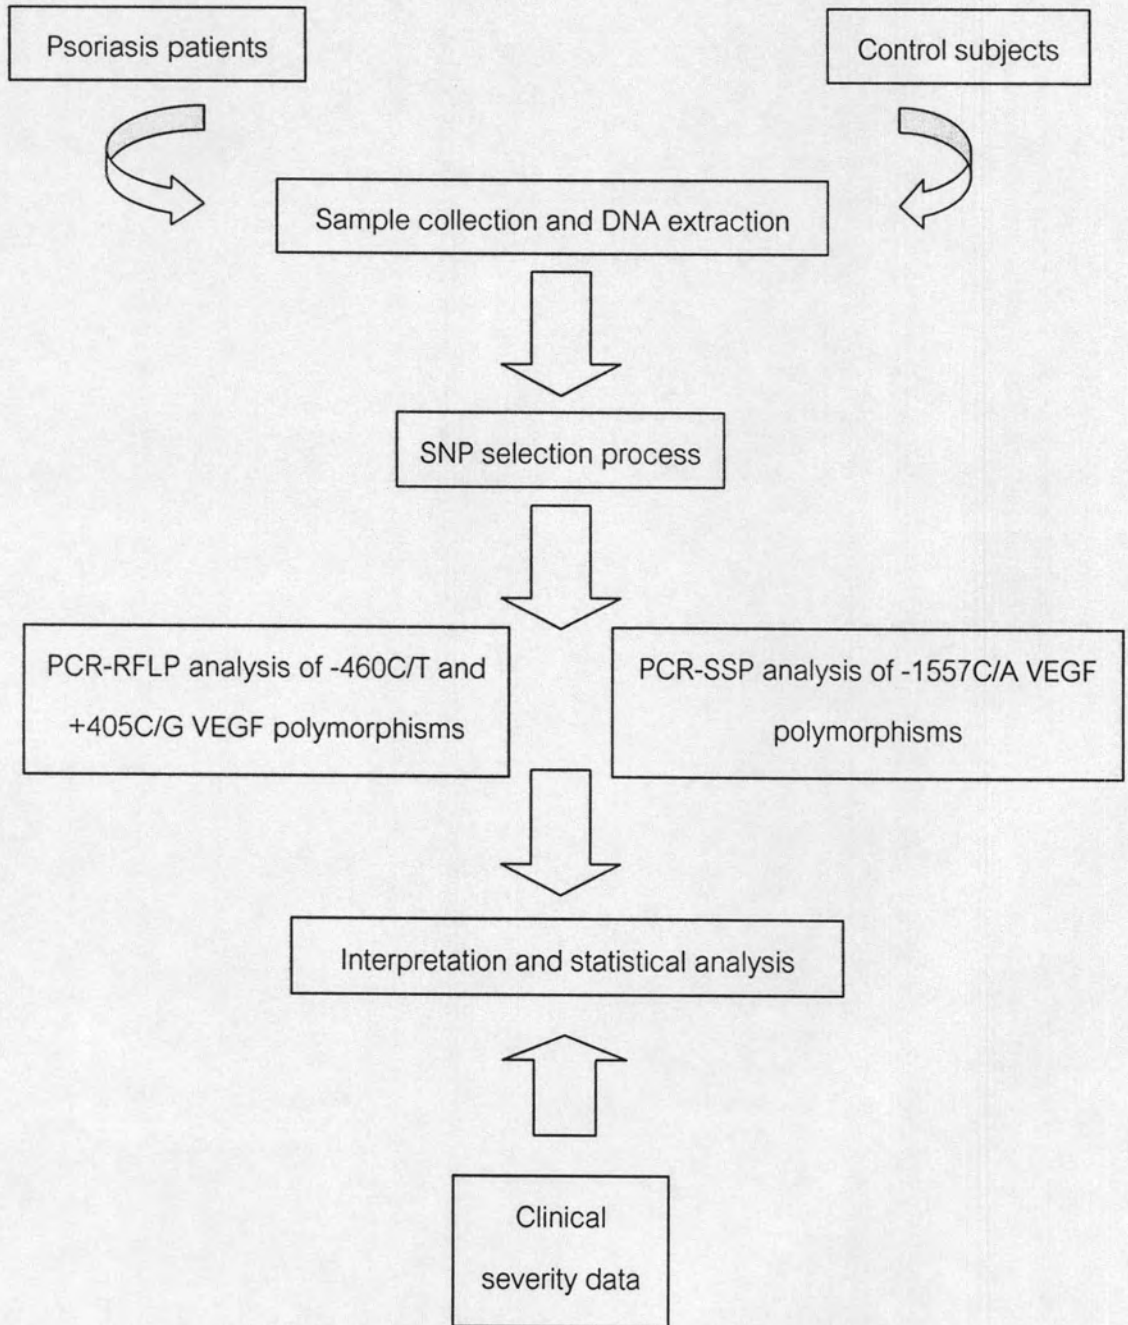 Psoriasis patients
Control subjects
Sample collection and DNA extraction
SNP selection process
PCR-RFLP analysis of -460C/T and
+405C/G VEGF polymorphisms
PCR-SSP analysis of -1557C/A VEGF
polymorphisms
Interpretation and statistical analysis
Clinical
severity data